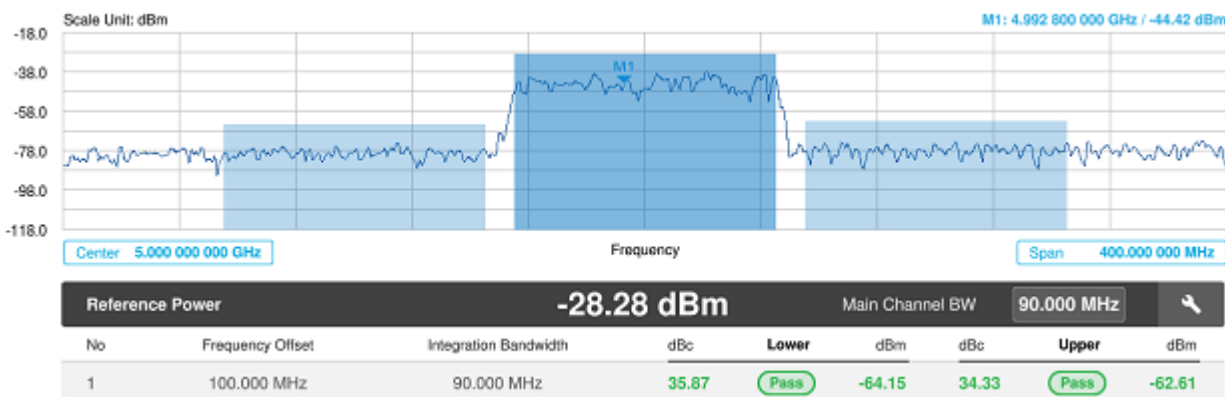 Scale Unit: dBm M1: 4.992 800 000 GHz / -44.42 dBm
-18.0
-38.0
M1
-58.0
-78.0
-98.0
-118.0
Center 5.000 000 000 GHz Frequency Span 400.000 000 MHz
Reference Power -28.28 dBm Main Channel BW 90.000 MHz
No Frequency Offset Integration Bandwidth dBc Lower dBm dBc Upper dBm
1 100.000 MHz 90.000 MHz 35.87 Pass -64.15 34.33 Pass -62.61